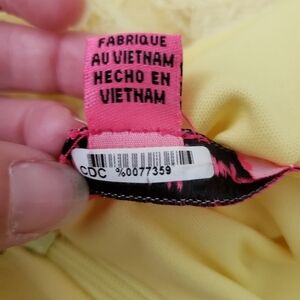 FABRIQUE
AU VIETNAM
HECHO EN
VIETNAM
CDC %0077359